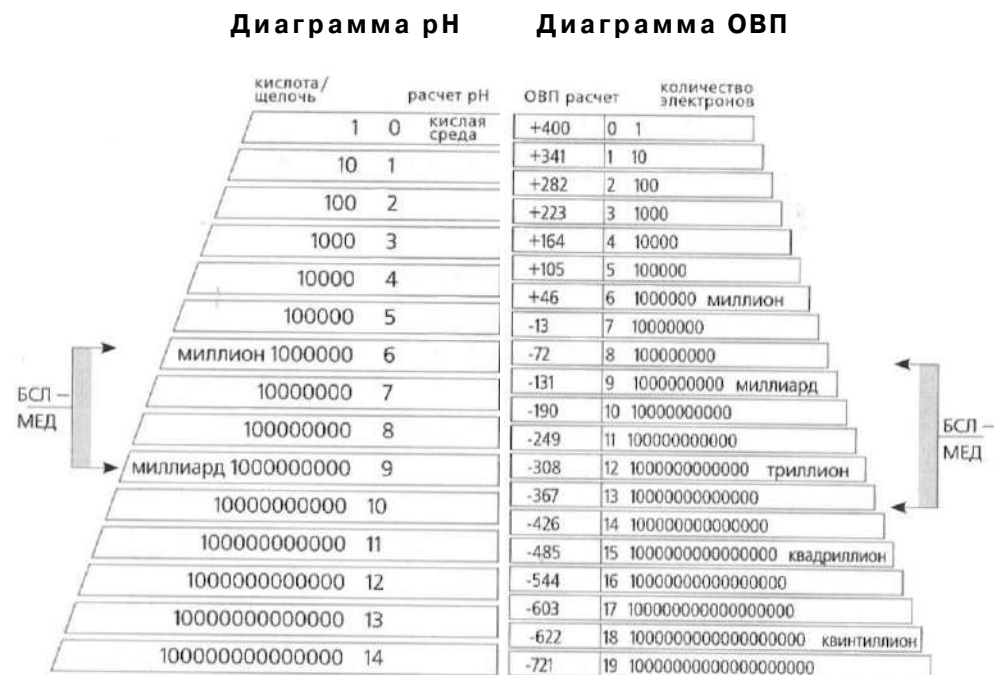 Диаграмма pH Диаграмма ОВП
кислота/
щелочь
расчет pH
ОВП расчет
количество
электронов
1 0 кислая
среда
10 1
100 2
1000 3
10000 4
100000 5
миллион 1000000 6
10000000 7
100000000 8
миллиард 1000000000 9
10000000000 10
100000000000 11
1000000000000 12
10000000000000 13
100000000000000 14
БСЛ –
МЕД
+400 0 1
+341 1 10
+282 2 100
+223 3 1000
+164 4 10000
+105 5 100000
+46 6 1000000 миллион
-13 7 10000000
-72 8 100000000
-131 9 1000000000 миллиард
-190 10 10000000000
-249 11 100000000000
-308 12 1000000000000 триллион
-367 13 10000000000000
-426 14 100000000000000
-485 15 1000000000000000 квадриллион
-544 16 10000000000000000
-603 17 100000000000000000
-622 18 1000000000000000000 квинтиллион
-721 19 10000000000000000000
БСЛ –
МЕД